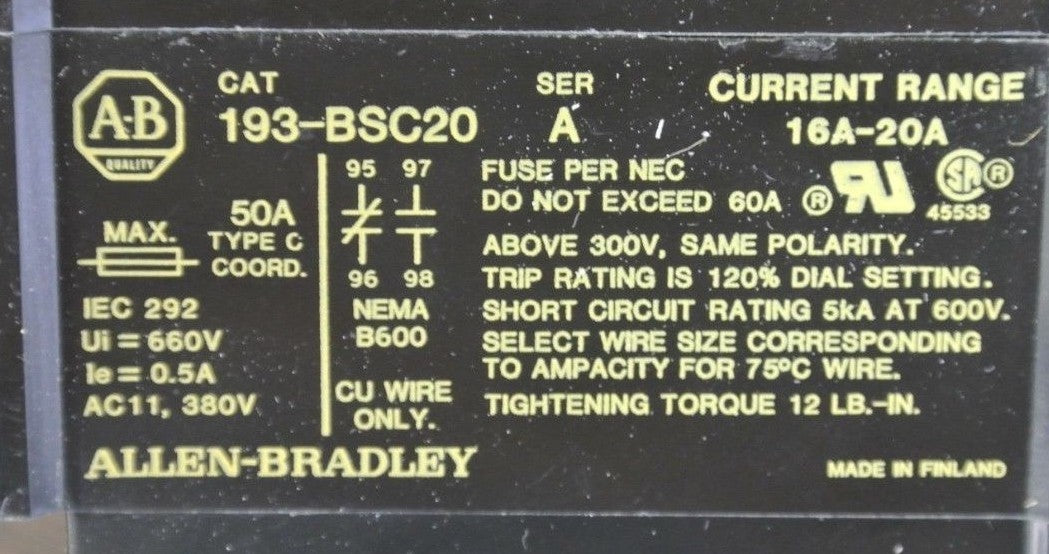 A-B
QUALITY
CAT
193-BSC20
SER
A
CURRENT RANGE
16A-20A
MAX.
50A
TYPE C
COORD.
IEC 292
Ui = 660V
Ie = 0.5A
AC11, 380V
95 97
96 98
NEMA
B600
CU WIRE
ONLY.
FUSE PER NEC
DO NOT EXCEED 60A
® UR
SA ®
45533
ABOVE 300V, SAME POLARITY.
TRIP RATING IS 120% DIAL SETTING.
SHORT CIRCUIT RATING 5kA AT 600V.
SELECT WIRE SIZE CORRESPONDING
TO AMPACITY FOR 75ºC WIRE.
TIGHTENING TORQUE 12 LB.-IN.
ALLEN-BRADLEY
MADE IN FINLAND